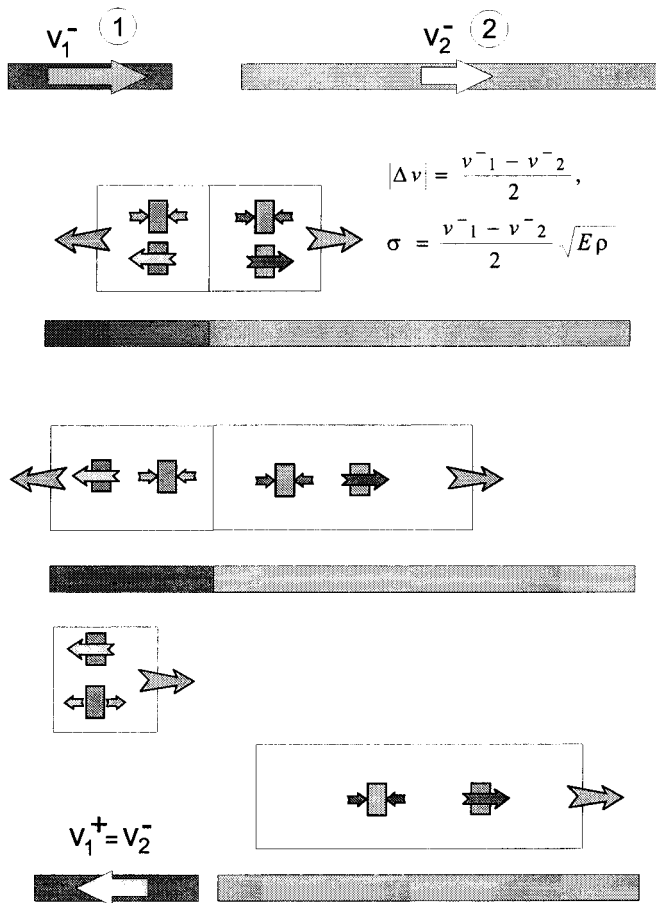 v₁⁻ ① v₂⁻ ②
|Δv| = (v⁻₁ − v⁻₂) / 2 ,
σ = (v⁻₁ − v⁻₂) / 2 √Eρ
v₁⁺ = v₂⁻